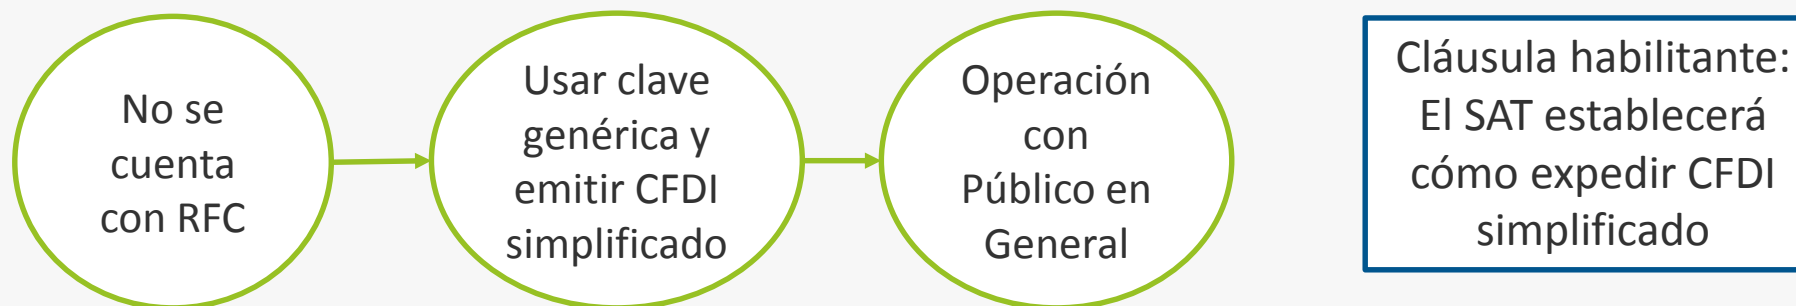 No se
cuenta
con RFC
Usar clave
genérica y
emitir CFDI
simplificado
Operación
con
Público en
General
Cláusula habilitante:
El SAT establecerá
cómo expedir CFDI
simplificado